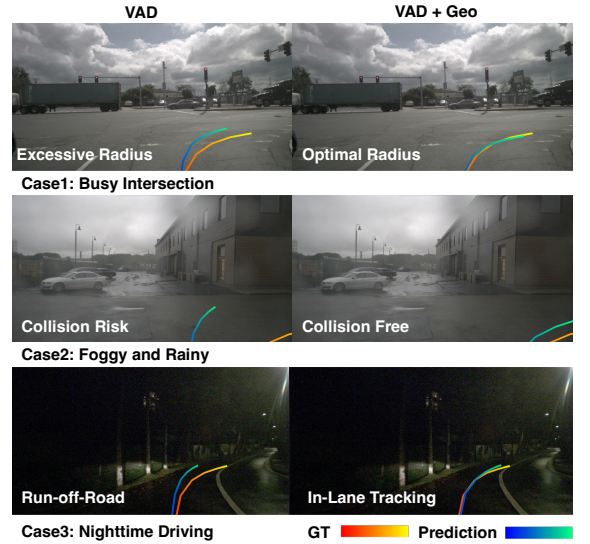 VAD
VAD + Geo
Excessive Radius
Optimal Radius
Case1: Busy Intersection
Collision Risk
Collision Free
Case2: Foggy and Rainy
Run-off-Road
In-Lane Tracking
Case3: Nighttime Driving
GT
Prediction